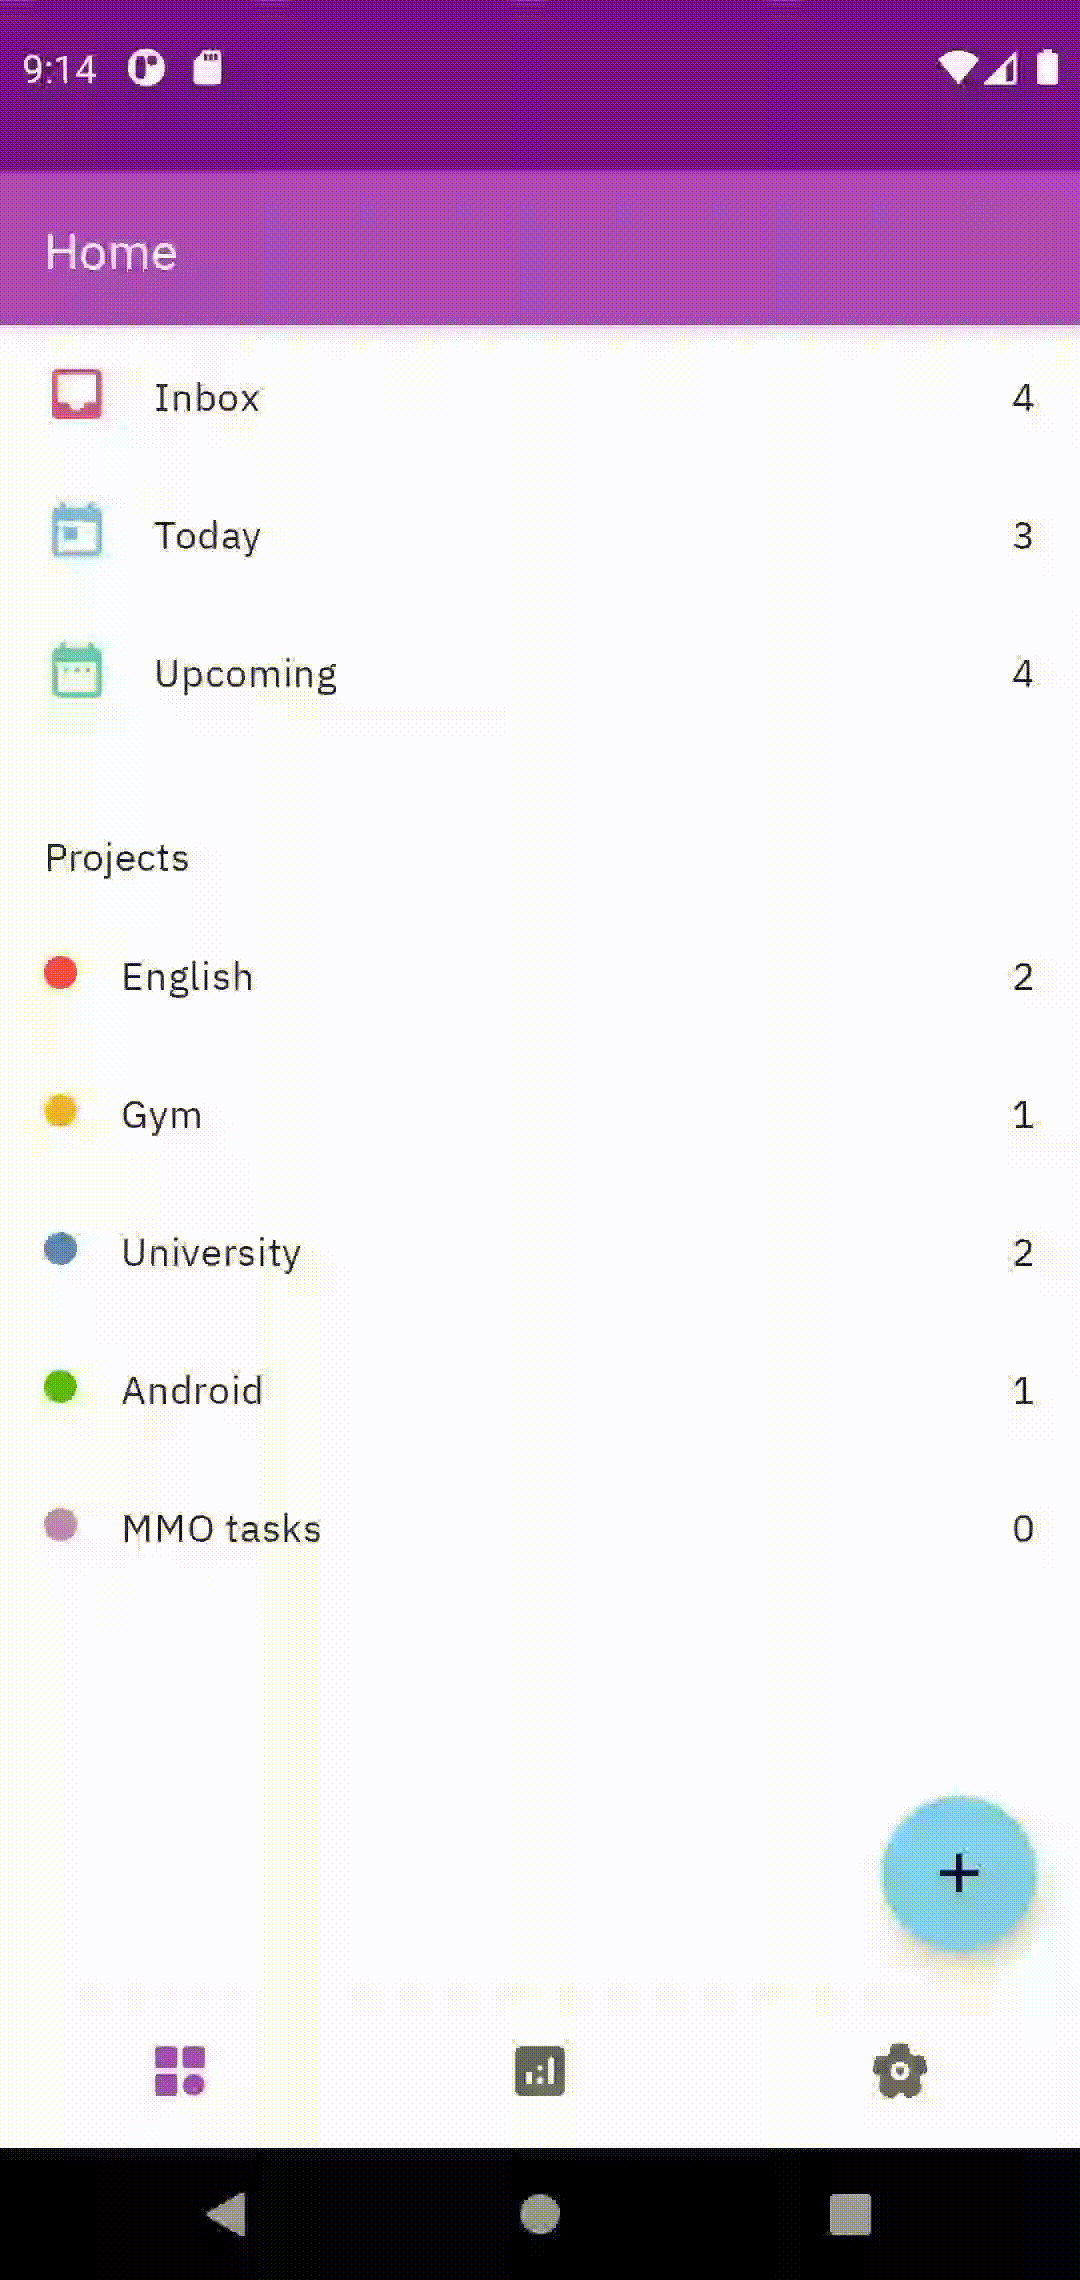 9:14
Home
Inbox 4
Today 3
Upcoming 4
Projects
English 2
Gym 1
University 2
Android 1
MMO tasks 0